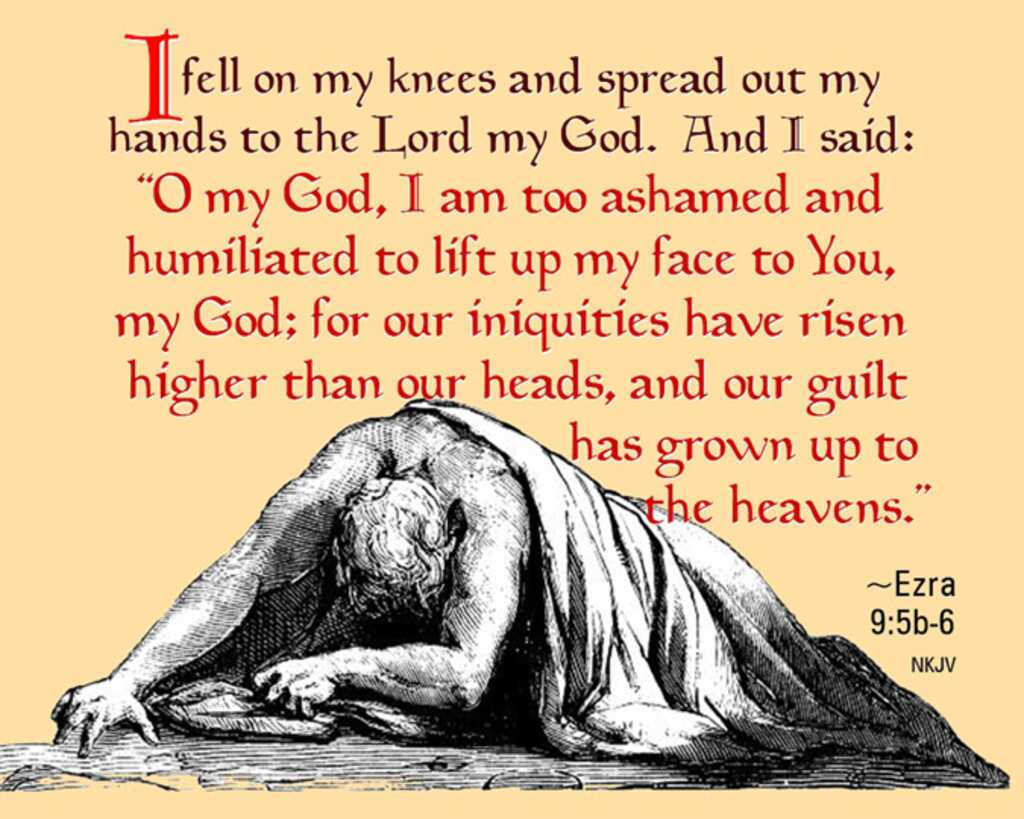 I fell on my knees and spread out my
hands to the Lord my God. And I said:
“O my God, I am too ashamed and
humiliated to lift up my face to You,
my God; for our iniquities have risen
higher than our heads, and our guilt
has grown up to
the heavens.”
~Ezra
9:5b-6
NKJV